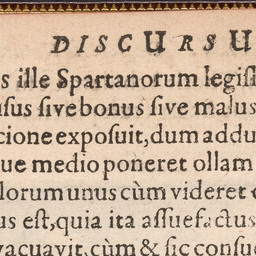 DISCURSU
s ille Spartanorum legiſl
uſus ſive bonus ſive malus
cione expoſuit, dum addu
ue medio poneret ollam
lorum unus cùm videret
us eſt, quia ita aſſuefactus
vacuavit, cùm & ſic conſue